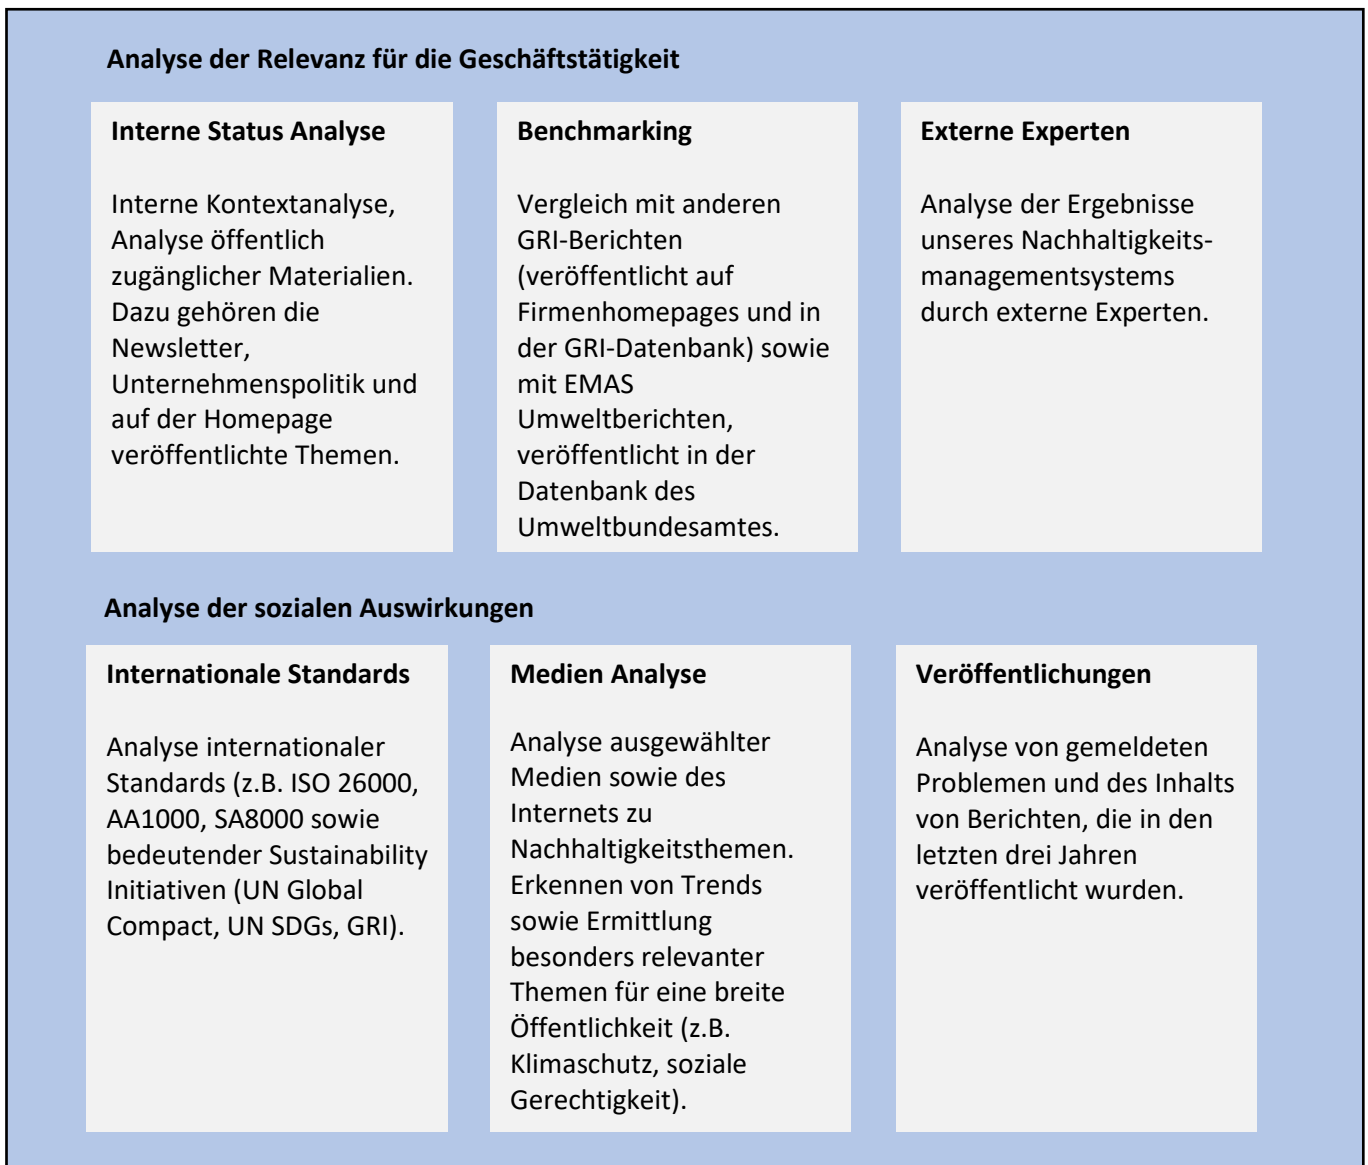 Analyse der Relevanz für die Geschäftstätigkeit
Interne Status Analyse
Interne Kontextanalyse,
Analyse öffentlich
zugänglicher Materialien.
Dazu gehören die
Newsletter,
Unternehmenspolitik und
auf der Homepage
veröffentlichte Themen.
Benchmarking
Vergleich mit anderen
GRI-Berichten
(veröffentlicht auf
Firmenhomepages und in
der GRI-Datenbank) sowie
mit EMAS
Umweltberichten,
veröffentlicht in der
Datenbank des
Umweltbundesamtes.
Externe Experten
Analyse der Ergebnisse
unseres Nachhaltigkeits-
managementsystems
durch externe Experten.
Analyse der sozialen Auswirkungen
Internationale Standards
Analyse internationaler
Standards (z.B. ISO 26000,
AA1000, SA8000 sowie
bedeutender Sustainability
Initiativen (UN Global
Compact, UN SDGs, GRI).
Medien Analyse
Analyse ausgewählter
Medien sowie des
Internets zu
Nachhaltigkeitsthemen.
Erkennen von Trends
sowie Ermittlung
besonders relevanter
Themen für eine breite
Öffentlichkeit (z.B.
Klimaschutz, soziale
Gerechtigkeit).
Veröffentlichungen
Analyse von gemeldeten
Problemen und des Inhalts
von Berichten, die in den
letzten drei Jahren
veröffentlicht wurden.